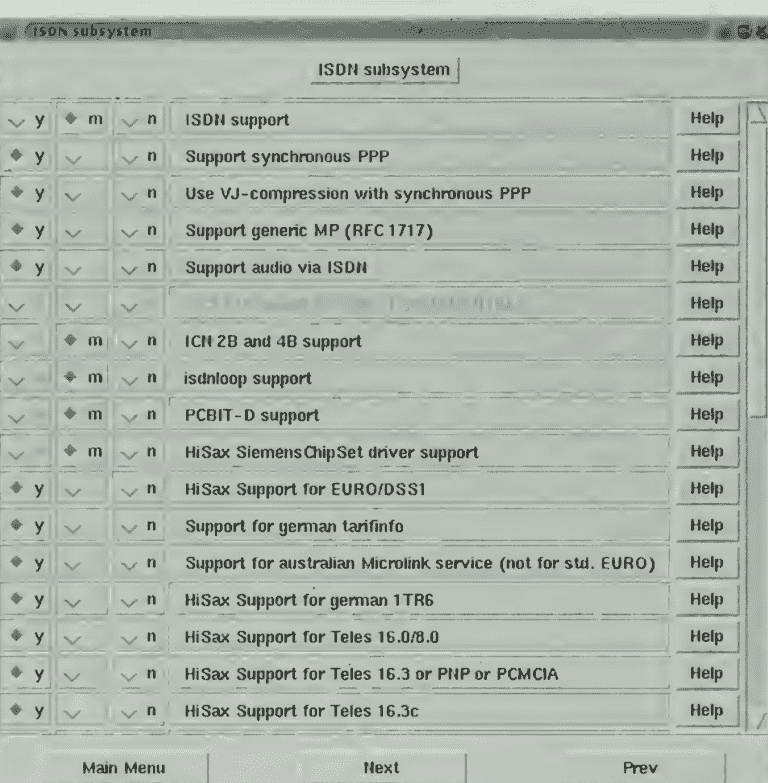 ISDN subsystem
ISDN subsystem
y m n ISDN support Help
y n Support synchronous PPP Help
y n Use VJ-compression with synchronous PPP Help
y n Support generic MP (RFC 1717) Help
y n Support audio via ISDN Help
Help
m n ICN 2B and 4B support Help
m n isdnloop support Help
m n PCBIT-D support Help
m n HiSax SiemensChipSet driver support Help
y n HiSax Support for EURO/DSS1 Help
y n Support for german tarifinfo Help
y n Support for australian Microlink service (not for std. EURO) Help
y n HiSax Support for german 1TR6 Help
y n HiSax Support for Teles 16.0/8.0 Help
y n HiSax Support for Teles 16.3 or PNP or PCMCIA Help
y n HiSax Support for Teles 16.3c Help
Main Menu Next Prev